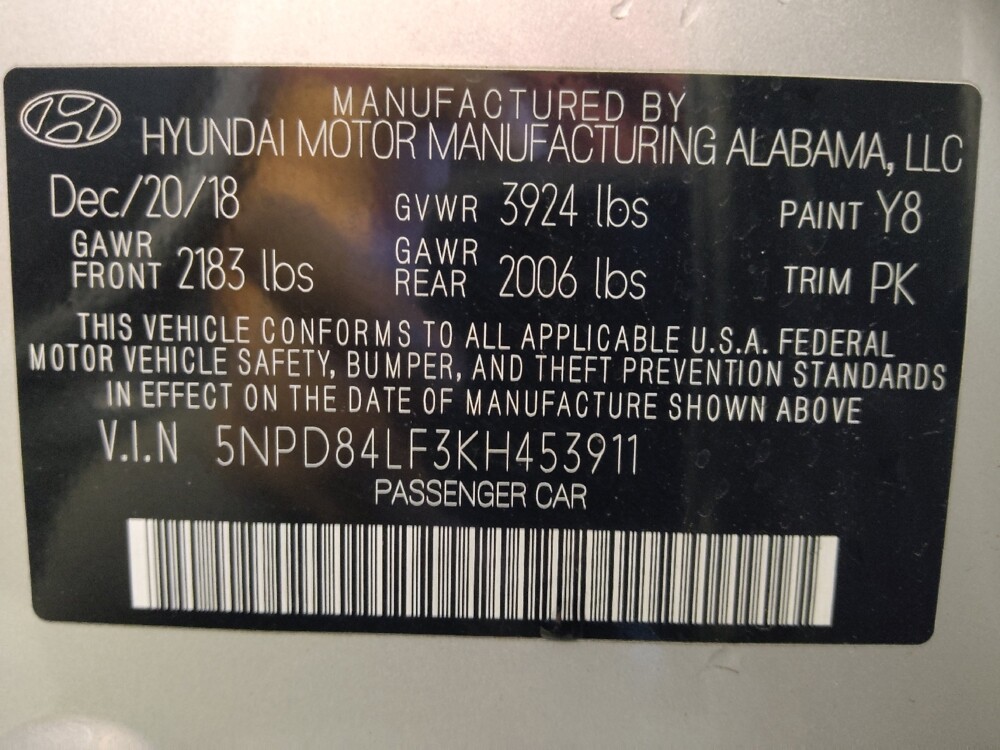 MANUFACTURED BY
HYUNDAI MOTOR MANUFACTURING ALABAMA, LLC
Dec/20/18 GVWR 3924 lbs PAINT Y8
GAWR FRONT 2183 lbs GAWR REAR 2006 lbs TRIM PK
THIS VEHICLE CONFORMS TO ALL APPLICABLE U.S.A. FEDERAL
MOTOR VEHICLE SAFETY, BUMPER, AND THEFT PREVENTION STANDARDS
IN EFFECT ON THE DATE OF MANUFACTURE SHOWN ABOVE
V.I.N 5NPD84LF3KH453911
PASSENGER CAR